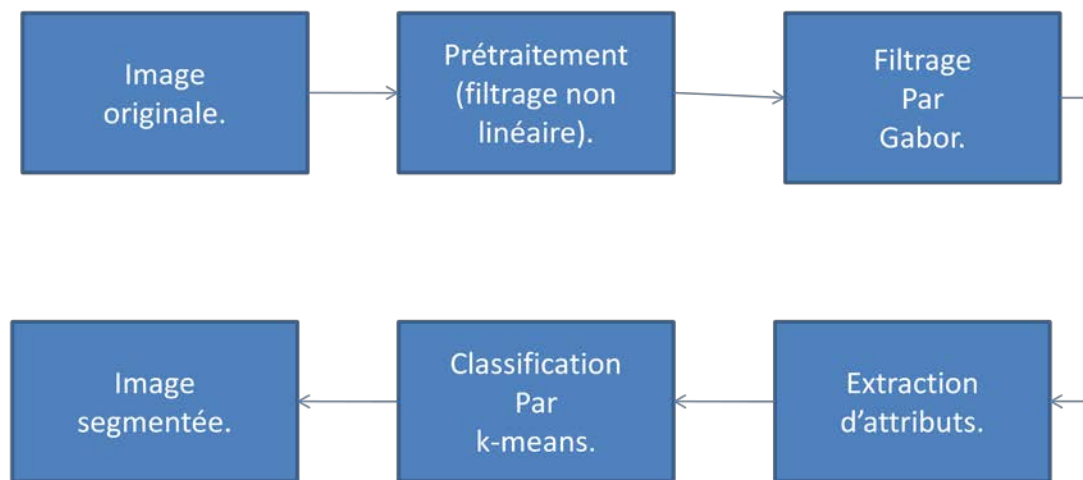 Image
originale.
Prétraitement
(filtrage non
linéaire).
Filtrage
Par
Gabor.
Extraction
d'attributs.
Classification
Par
k-means.
Image
segmentée.